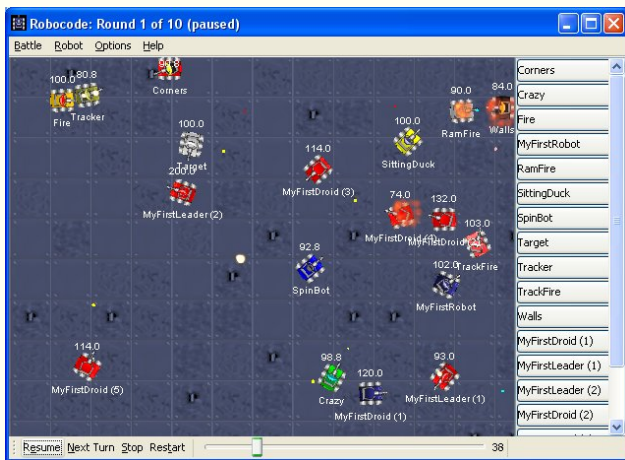 Robocode: Round 1 of 10 (paused)
Battle Robot Options Help
100.0
80.8
Fire
Tracker
Corners
100.0
Target
200.0
MyFirstLeader (2)
114.0
MyFirstDroid (3)
100.0
SittingDuck
90.0
RamFire
84.0
Walls
74.0
132.0
103.0
TrackFire
92.8
SpinBot
102.0
MyFirstRobot
114.0
MyFirstDroid (5)
98.8
Crazy
120.0
MyFirstDroid (1)
93.0
MyFirstLeader (1)
Corners
Crazy
Fire
MyFirstRobot
RamFire
SittingDuck
SpinBot
Target
Tracker
TrackFire
Walls
MyFirstDroid (1)
MyFirstLeader (1)
MyFirstLeader (2)
MyFirstDroid (2)
Resume Next Turn Stop Restart 38